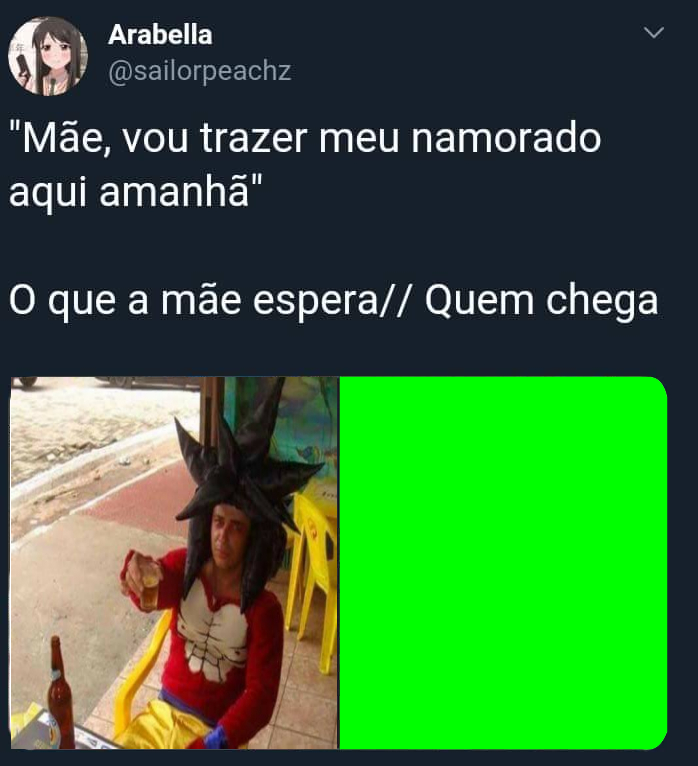 Arabella
@sailorpeachz
"Mãe, vou trazer meu namorado
aqui amanhã"
O que a mãe espera// Quem chega